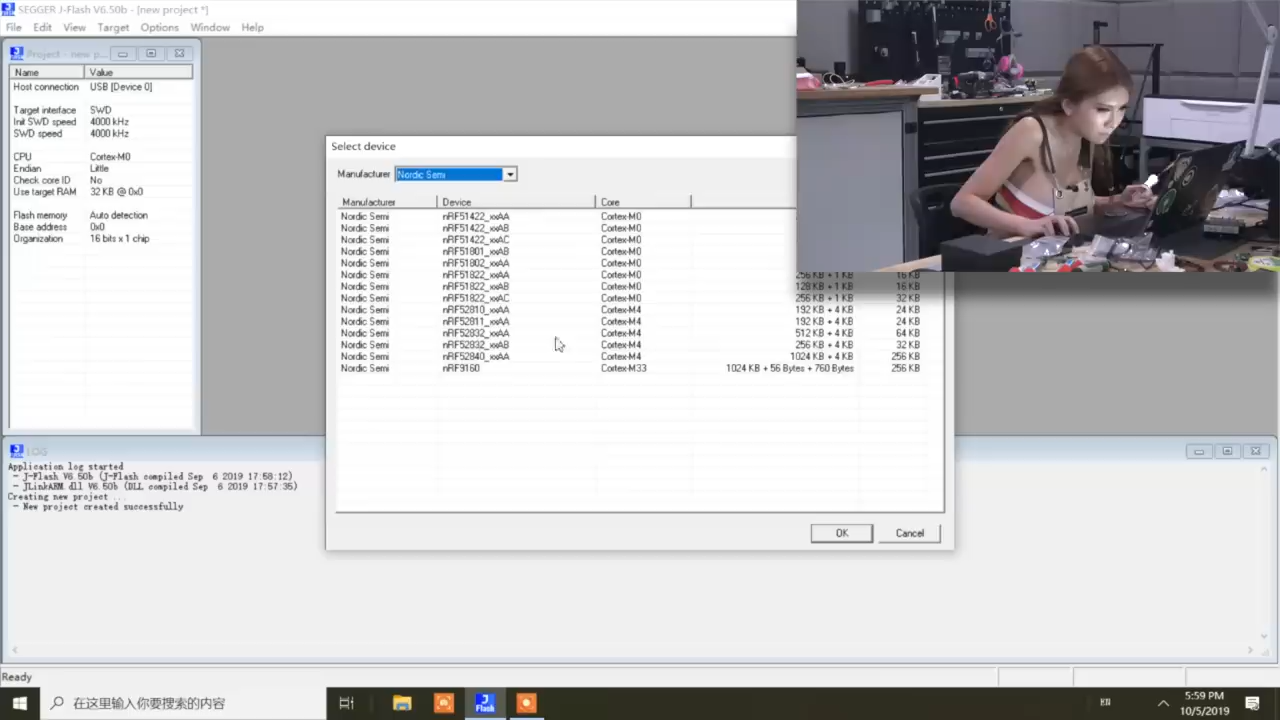 SEGGER J-Flash V6.50b - [new project *]
File Edit View Target Options Window Help
Project - new p...
Name Value
Host connection USB [Device 0]
Target interface SWD
Init SWD speed 4000 kHz
SWD speed 4000 kHz
CPU Cortex-M0
Endian Little
Check core ID No
Use target RAM 32 KB @ 0x0
Flash memory Auto detection
Base address 0x0
Organization 16 bits x 1 chip
Select device
Manufacturer Nordic Semi
Manufacturer Device Core
Nordic Semi nRF51422_xxAA Cortex-M0
Nordic Semi nRF51422_xxAB Cortex-M0
Nordic Semi nRF51422_xxAC Cortex-M0
Nordic Semi nRF51801_xxAB Cortex-M0
Nordic Semi nRF51802_xxAA Cortex-M0
Nordic Semi nRF51822_xxAA Cortex-M0 256 KB + 1 KB 16 KB
Nordic Semi nRF51822_xxAB Cortex-M0 128 KB + 1 KB 16 KB
Nordic Semi nRF51822_xxAC Cortex-M0 256 KB + 1 KB 32 KB
Nordic Semi nRF52810_xxAA Cortex-M4 192 KB + 4 KB 24 KB
Nordic Semi nRF52811_xxAA Cortex-M4 192 KB + 4 KB 24 KB
Nordic Semi nRF52832_xxAA Cortex-M4 512 KB + 4 KB 64 KB
Nordic Semi nRF52832_xxAB Cortex-M4 256 KB + 4 KB 32 KB
Nordic Semi nRF52840_xxAA Cortex-M4 1024 KB + 4 KB 256 KB
Nordic Semi nRF9160 Cortex-M33 1024 KB + 56 Bytes + 760 Bytes 256 KB
OK Cancel
LOG
Application log started
- J-Flash V6.50b (J-Flash compiled Sep 6 2019 17:58:12)
- JLinkARM.dll V6.50b (DLL compiled Sep 6 2019 17:57:35)
Creating new project ...
- New project created successfully
Ready
在这里输入你要搜索的内容
J Flash
EN
5:59 PM
10/5/2019